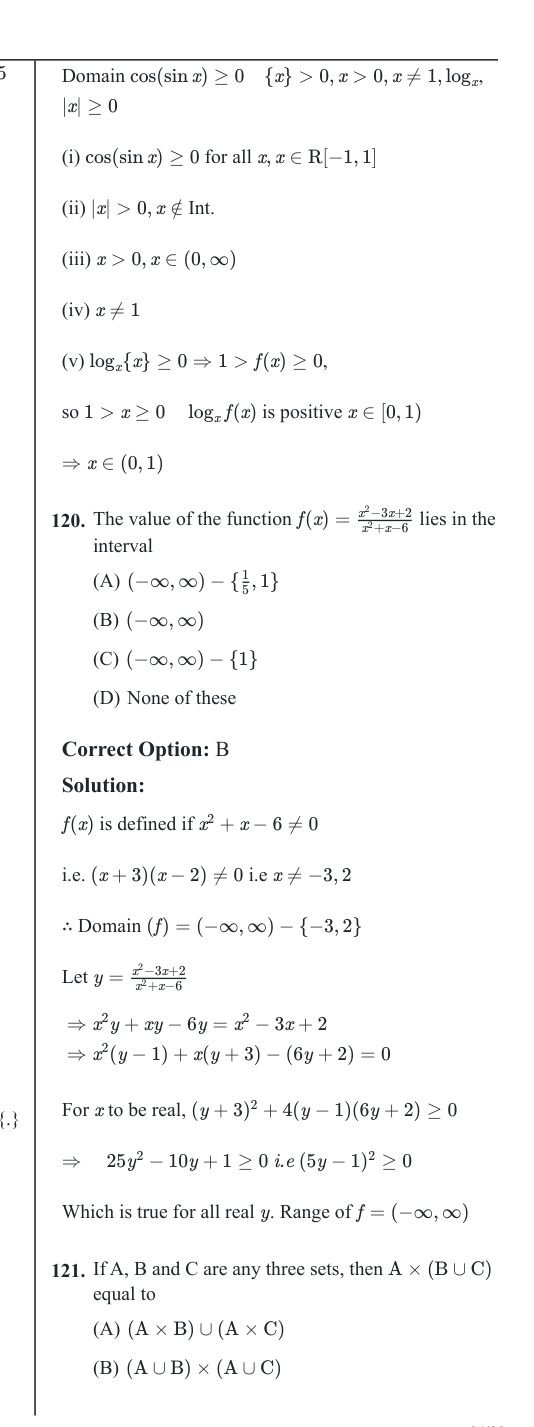 5
Domain cos(sin x) ≥ 0 {x} > 0, x > 0, x ≠ 1, logₓ,
|x| ≥ 0
(i) cos(sin x) ≥ 0 for all x, x ∈ R[−1, 1]
(ii) |x| > 0, x ∉ Int.
(iii) x > 0, x ∈ (0, ∞)
(iv) x ≠ 1
(v) logₓ{x} ≥ 0 ⇒ 1 > f(x) ≥ 0,
so 1 > x ≥ 0 logₓ f(x) is positive x ∈ [0, 1)
⇒ x ∈ (0, 1)
120. The value of the function f(x) = (x²−3x+2)/(x²+x−6) lies in the
interval
(A) (−∞, ∞) − {1/5, 1}
(B) (−∞, ∞)
(C) (−∞, ∞) − {1}
(D) None of these
Correct Option: B
Solution:
f(x) is defined if x² + x − 6 ≠ 0
i.e. (x + 3)(x − 2) ≠ 0 i.e x ≠ −3, 2
∴ Domain (f) = (−∞, ∞) − {−3, 2}
Let y = (x²−3x+2)/(x²+x−6)
⇒ x²y + xy − 6y = x² − 3x + 2
⇒ x²(y − 1) + x(y + 3) − (6y + 2) = 0
{.}
For x to be real, (y + 3)² + 4(y − 1)(6y + 2) ≥ 0
⇒ 25y² − 10y + 1 ≥ 0 i.e (5y − 1)² ≥ 0
Which is true for all real y. Range of f = (−∞, ∞)
121. If A, B and C are any three sets, then A × (B ∪ C)
equal to
(A) (A × B) ∪ (A × C)
(B) (A ∪ B) × (A ∪ C)